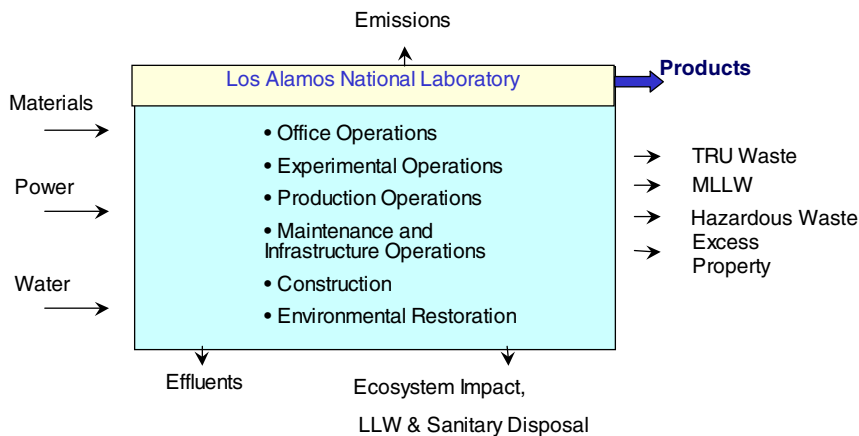 Emissions
Los Alamos National Laboratory
Products
Materials
Power
Water
• Office Operations
• Experimental Operations
• Production Operations
• Maintenance and
Infrastructure Operations
• Construction
• Environmental Restoration
TRU Waste
MLLW
Hazardous Waste
Excess
Property
Effluents
Ecosystem Impact,
LLW & Sanitary Disposal